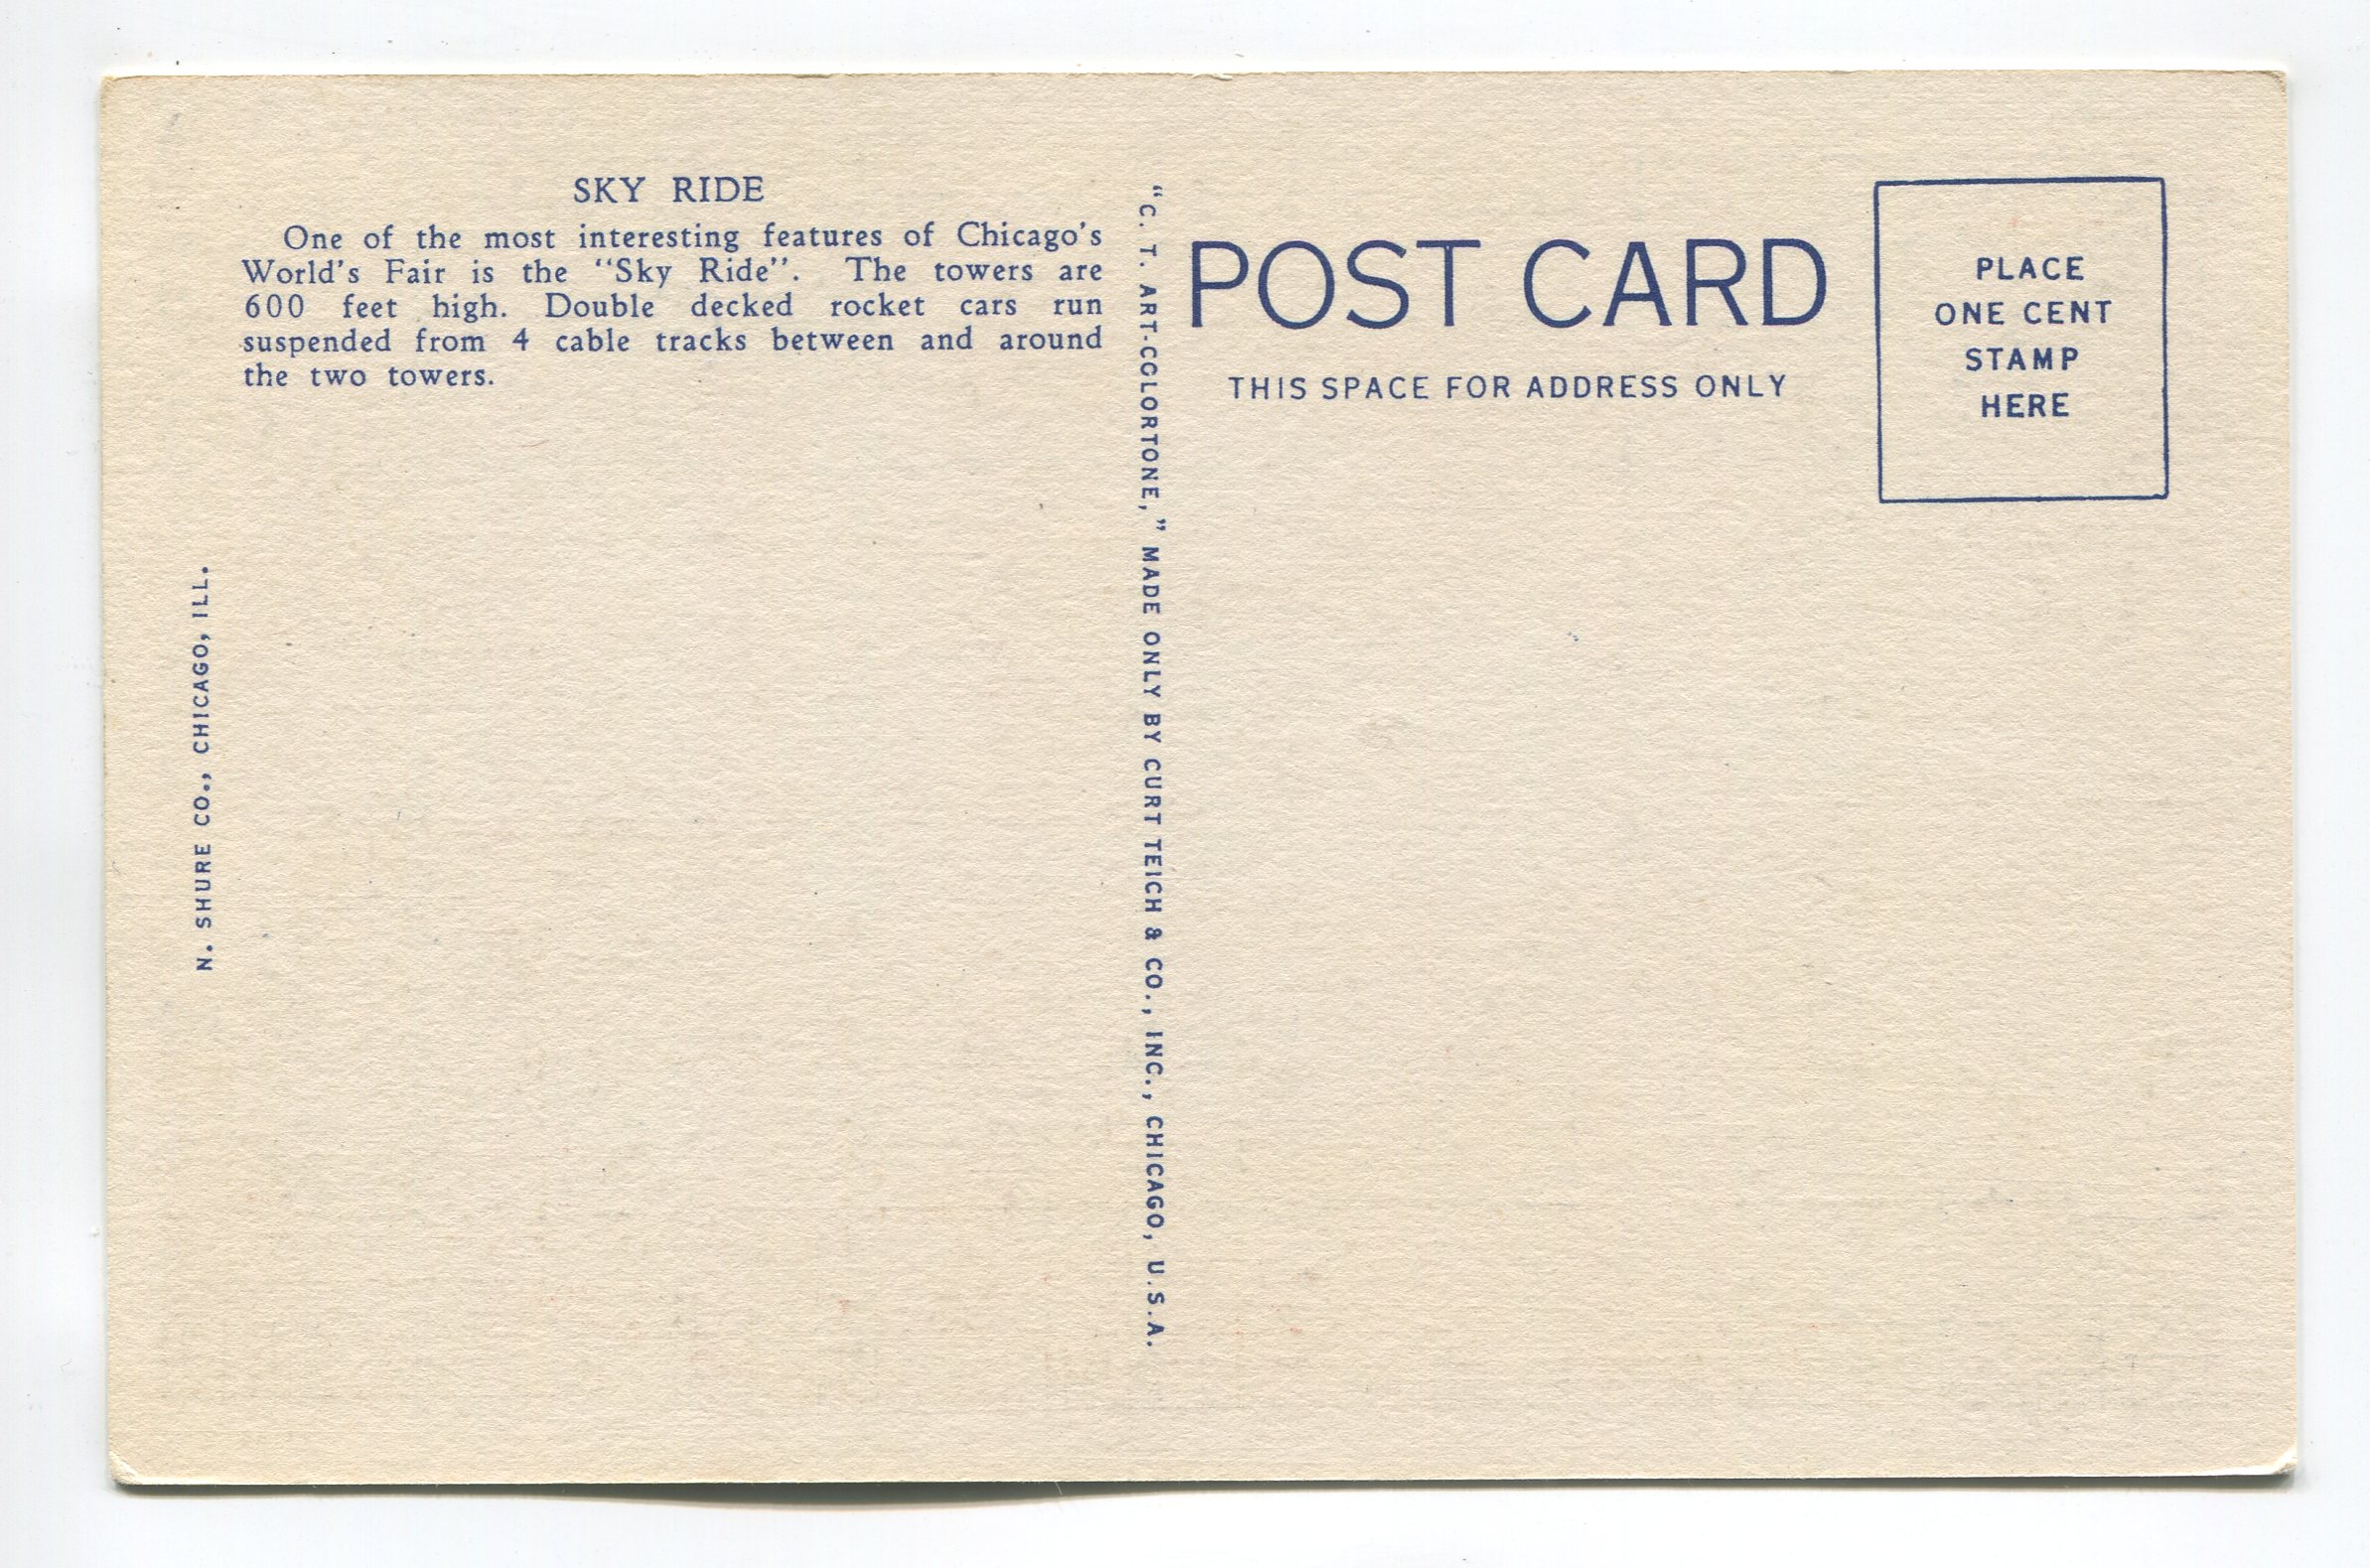 SKY RIDE
One of the most interesting features of Chicago's
World's Fair is the "Sky Ride". The towers are
600 feet high. Double decked rocket cars run
suspended from 4 cable tracks between and around
the two towers.
N. SHURE CO., CHICAGO, ILL.
"C. T. ART-COLORTONE," MADE ONLY BY CURT TEICH & CO., INC., CHICAGO, U.S.A.
POST CARD
THIS SPACE FOR ADDRESS ONLY
PLACE
ONE CENT
STAMP
HERE